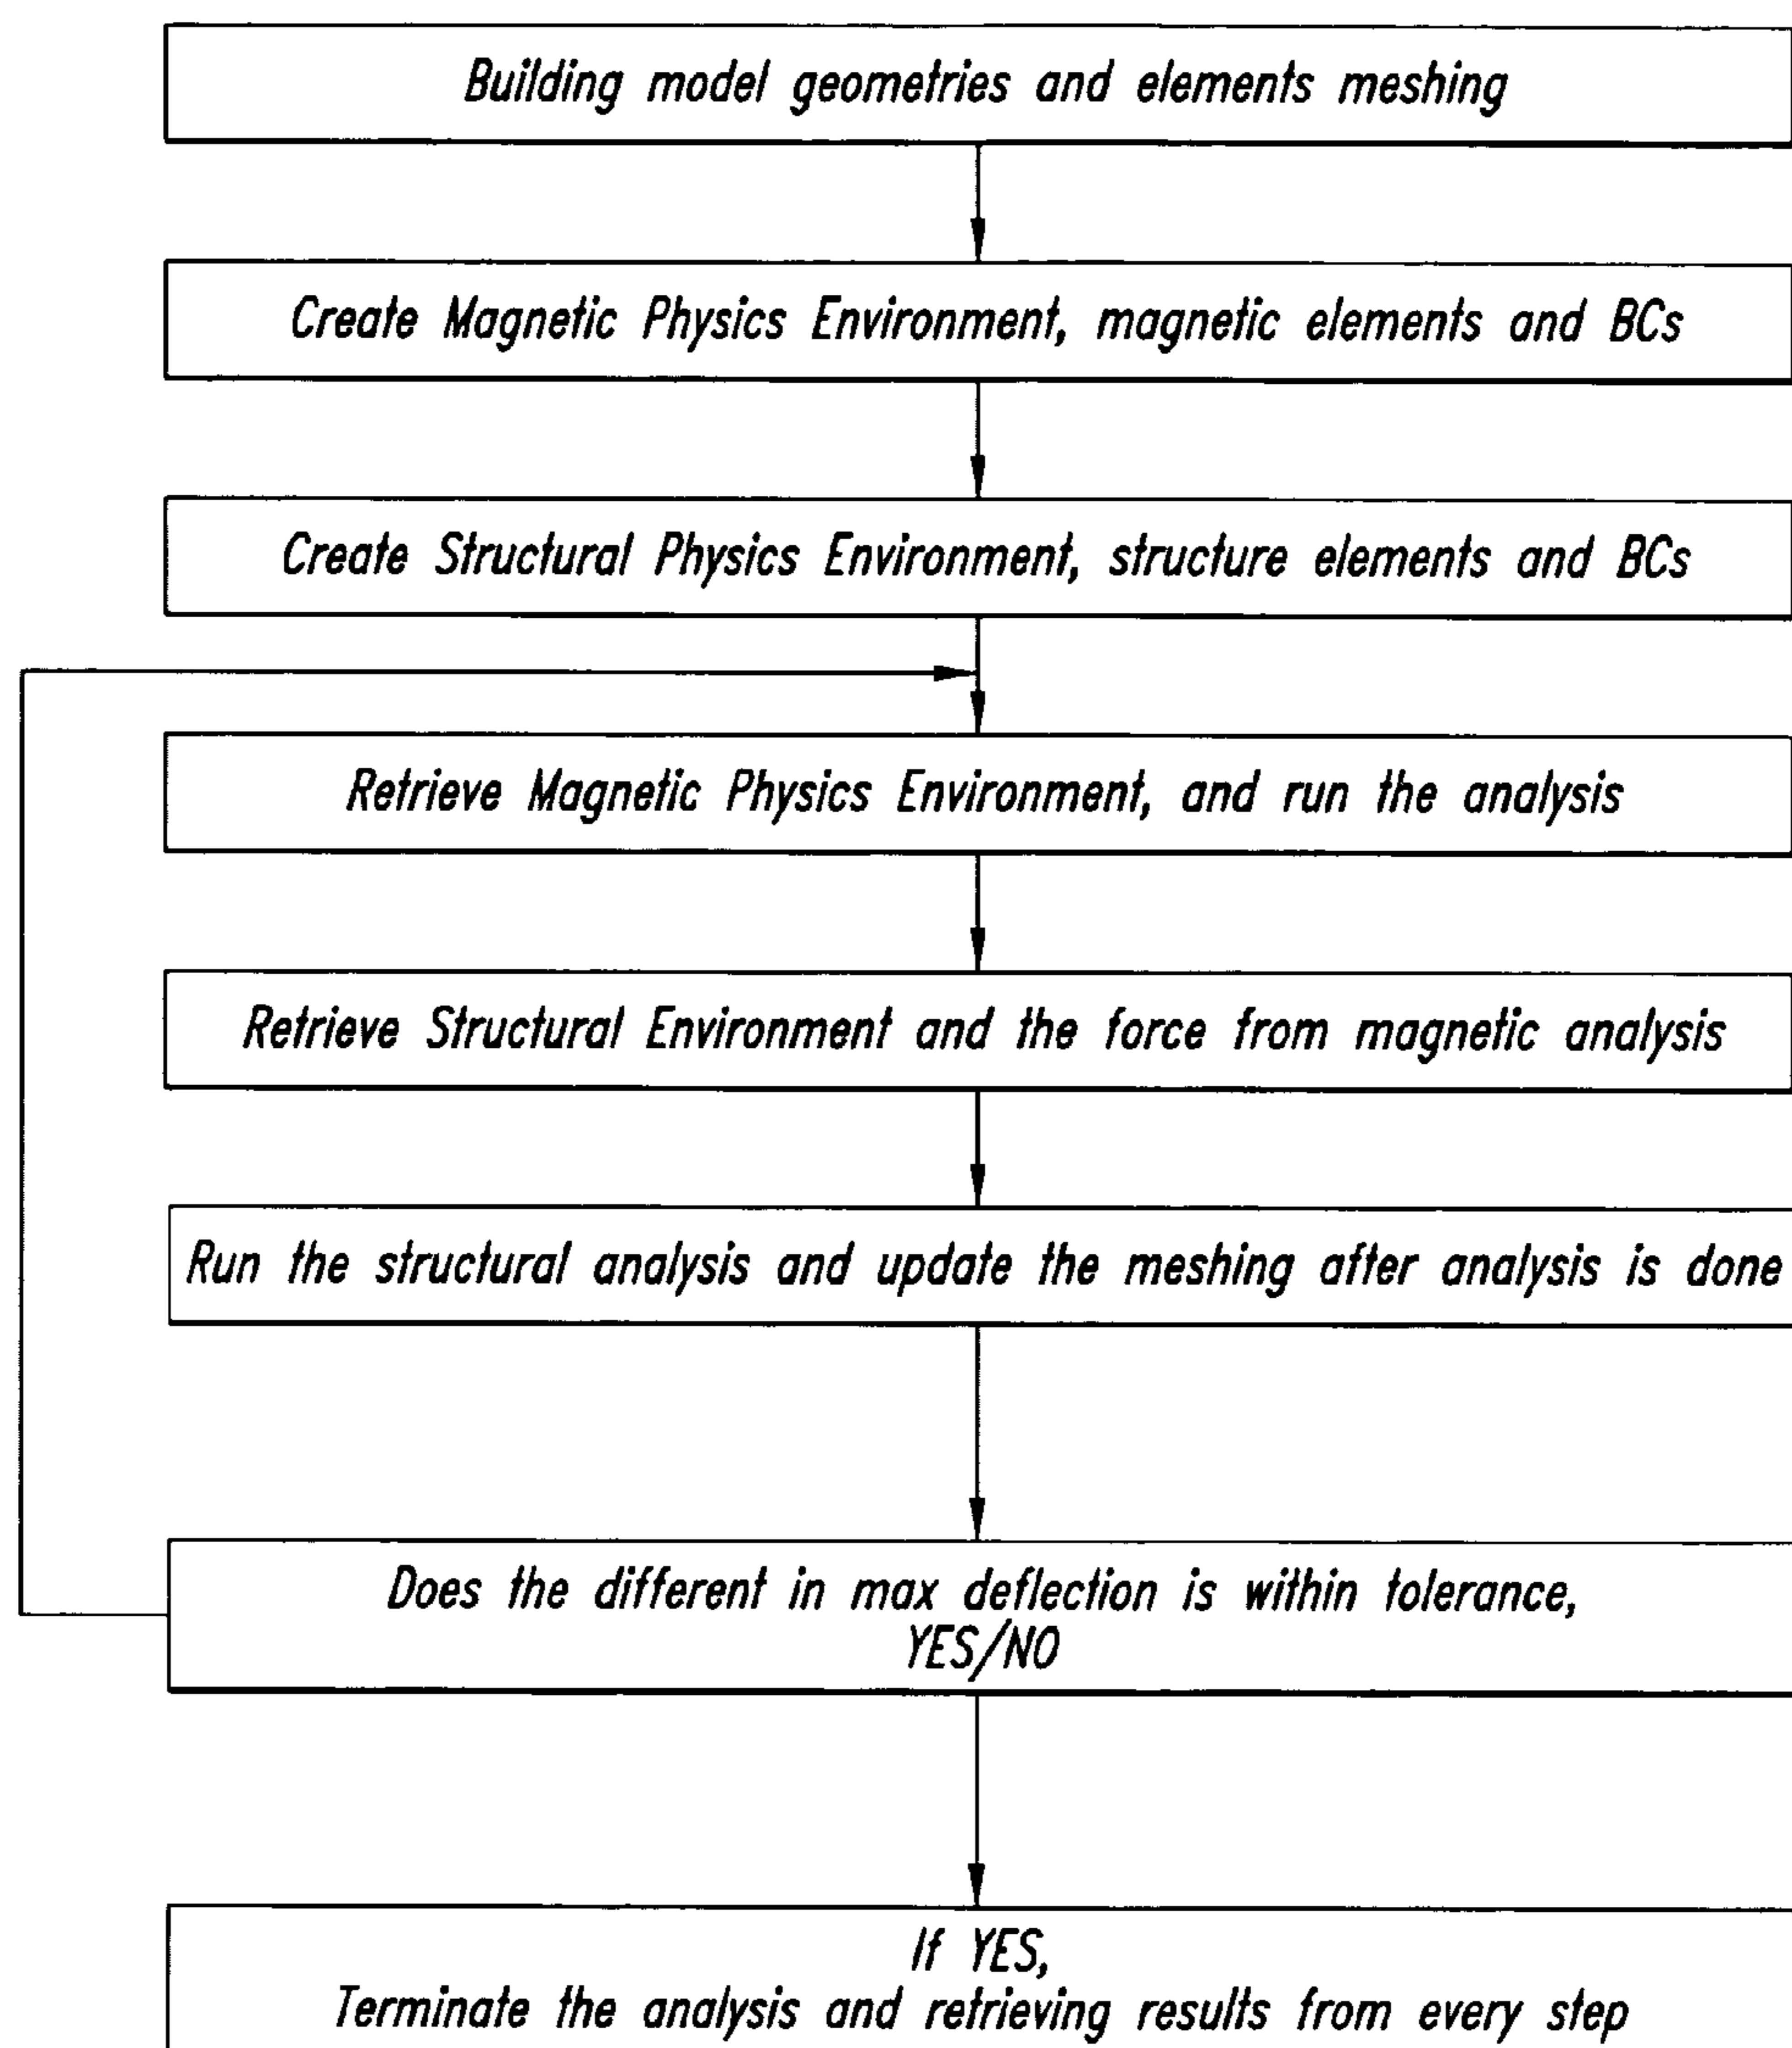 Building model geometries and elements meshing
Create Magnetic Physics Environment, magnetic elements and BCs
Create Structural Physics Environment, structure elements and BCs
Retrieve Magnetic Physics Environment, and run the analysis
Retrieve Structural Environment and the force from magnetic analysis
Run the structural analysis and update the meshing after analysis is done
Does the different in max deflection is within tolerance,
YES/NO
If YES,
Terminate the analysis and retrieving results from every step